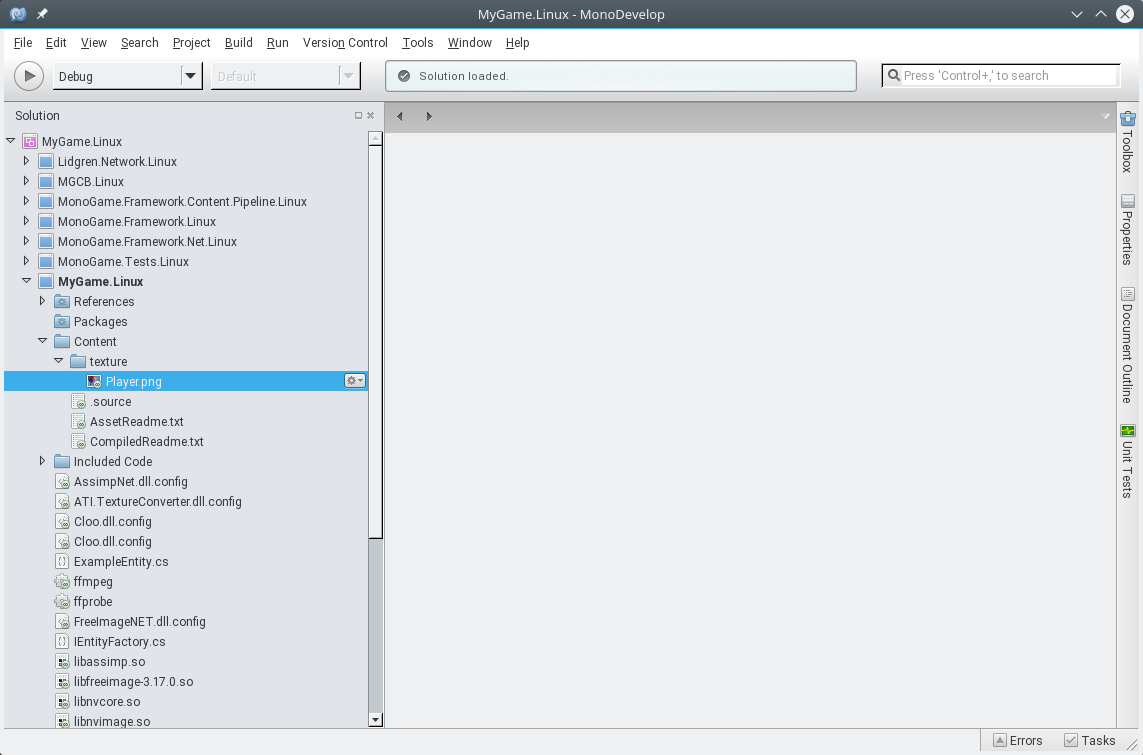 MyGame.Linux - MonoDevelop
File Edit View Search Project Build Run Version Control Tools Window Help
Debug Default Solution loaded. Press 'Control+,' to search
Solution
MyGame.Linux
Lidgren.Network.Linux
MGCB.Linux
MonoGame.Framework.Content.Pipeline.Linux
MonoGame.Framework.Linux
MonoGame.Framework.Net.Linux
MonoGame.Tests.Linux
MyGame.Linux
References
Packages
Content
texture
Player.png
.source
AssetReadme.txt
CompiledReadme.txt
Included Code
AssimpNet.dll.config
ATI.TextureConverter.dll.config
Cloo.dll.config
Cloo.dll.config
ExampleEntity.cs
ffmpeg
ffprobe
FreeImageNET.dll.config
IEntityFactory.cs
libassimp.so
libfreeimage-3.17.0.so
libnvcore.so
libnvimage.so
Toolbox
Properties
Document Outline
Unit Tests
Errors Tasks